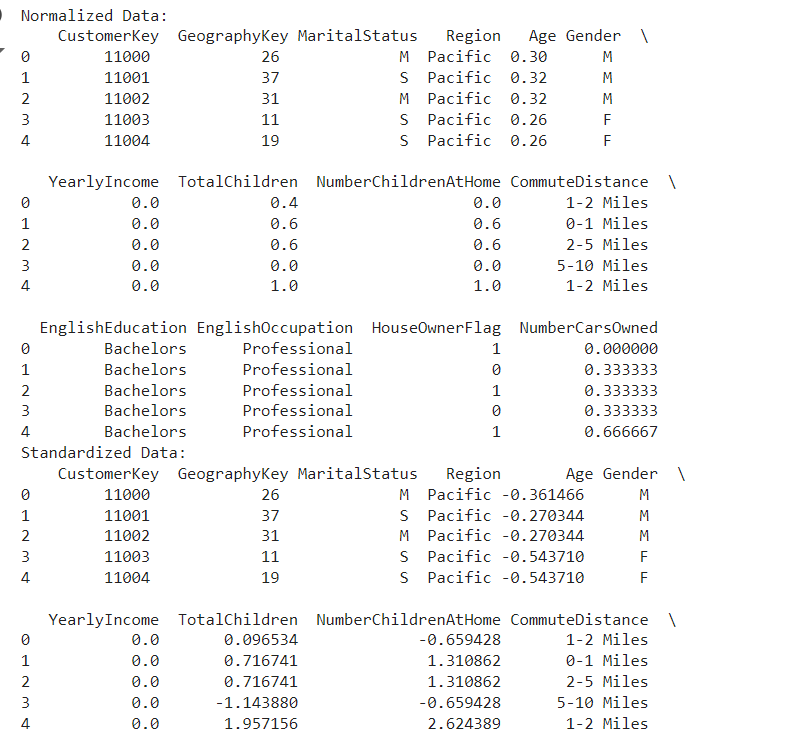 Normalized Data:
   CustomerKey  GeographyKey MaritalStatus   Region   Age Gender  \
0        11000            26             M  Pacific  0.30      M
1        11001            37             S  Pacific  0.32      M
2        11002            31             M  Pacific  0.32      M
3        11003            11             S  Pacific  0.26      F
4        11004            19             S  Pacific  0.26      F

   YearlyIncome  TotalChildren  NumberChildrenAtHome CommuteDistance  \
0           0.0            0.4                   0.0       1-2 Miles
1           0.0            0.6                   0.6       0-1 Miles
2           0.0            0.6                   0.6       2-5 Miles
3           0.0            0.0                   0.0      5-10 Miles
4           0.0            1.0                   1.0       1-2 Miles

  EnglishEducation EnglishOccupation  HouseOwnerFlag  NumberCarsOwned
0        Bachelors      Professional               1         0.000000
1        Bachelors      Professional               0         0.333333
2        Bachelors      Professional               1         0.333333
3        Bachelors      Professional               0         0.333333
4        Bachelors      Professional               1         0.666667
Standardized Data:
   CustomerKey  GeographyKey MaritalStatus   Region       Age Gender  \
0        11000            26             M  Pacific -0.361466      M
1        11001            37             S  Pacific -0.270344      M
2        11002            31             M  Pacific -0.270344      M
3        11003            11             S  Pacific -0.543710      F
4        11004            19             S  Pacific -0.543710      F

   YearlyIncome  TotalChildren  NumberChildrenAtHome CommuteDistance  \
0           0.0       0.096534             -0.659428       1-2 Miles
1           0.0       0.716741              1.310862       0-1 Miles
2           0.0       0.716741              1.310862       2-5 Miles
3           0.0      -1.143880             -0.659428      5-10 Miles
4           0.0       1.957156              2.624389       1-2 Miles